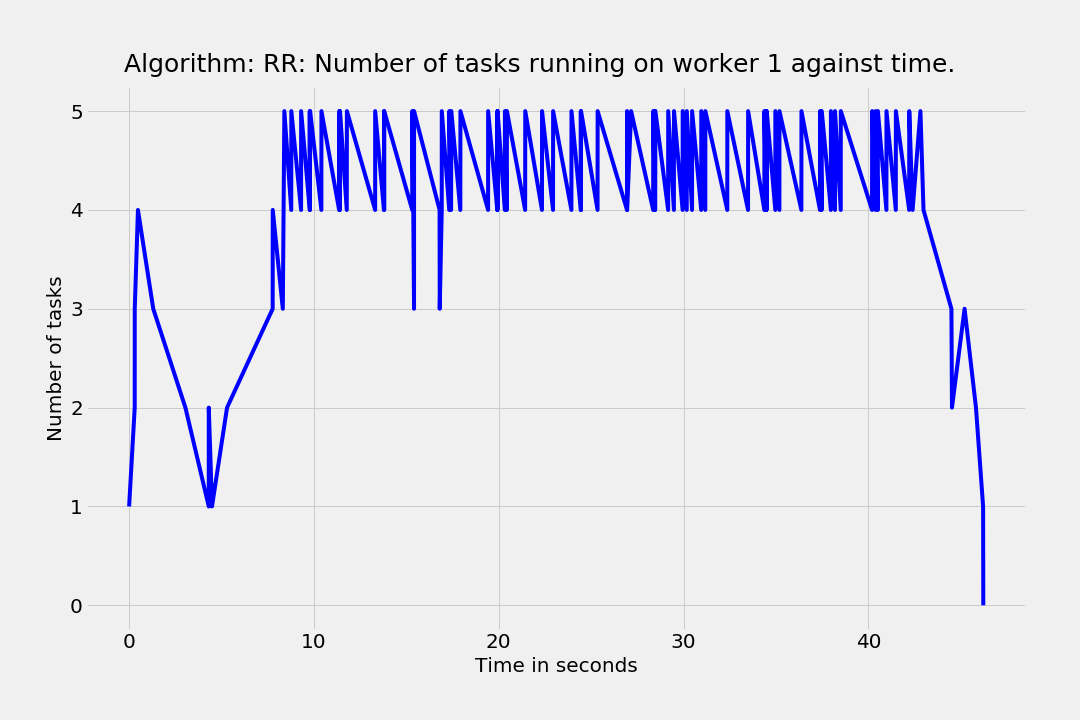 Algorithm: RR: Number of tasks running on worker 1 against time.
5
4
3
2
1
0
Number of tasks
0 10 20 30 40
Time in seconds